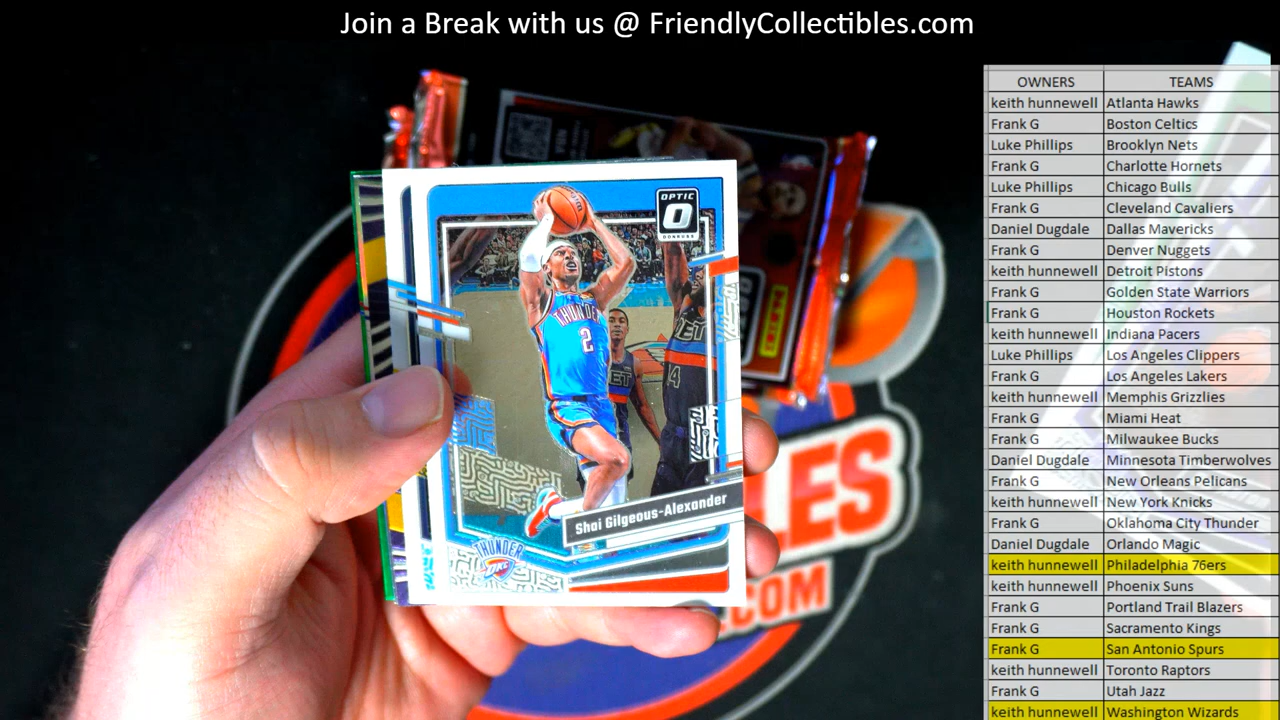 Join a Break with us @ FriendlyCollectibles.com
OWNERS TEAMS
keith hunnewell Atlanta Hawks
Frank G Boston Celtics
Luke Phillips Brooklyn Nets
Frank G Charlotte Hornets
Luke Phillips Chicago Bulls
Frank G Cleveland Cavaliers
Daniel Dugdale Dallas Mavericks
Frank G Denver Nuggets
keith hunnewell Detroit Pistons
Frank G Golden State Warriors
Frank G Houston Rockets
keith hunnewell Indiana Pacers
Luke Phillips Los Angeles Clippers
Frank G Los Angeles Lakers
keith hunnewell Memphis Grizzlies
Frank G Miami Heat
Frank G Milwaukee Bucks
Daniel Dugdale Minnesota Timberwolves
Frank G New Orleans Pelicans
keith hunnewell New York Knicks
Frank G Oklahoma City Thunder
Daniel Dugdale Orlando Magic
keith hunnewell Philadelphia 76ers
keith hunnewell Phoenix Suns
Frank G Portland Trail Blazers
Frank G Sacramento Kings
Frank G San Antonio Spurs
keith hunnewell Toronto Raptors
Frank G Utah Jazz
keith hunnewell Washington Wizards
OPTIC
DONRUSS
THUNDER
2
14
Shai Gilgeous-Alexander
THUNDER
OKC
LES
.COM